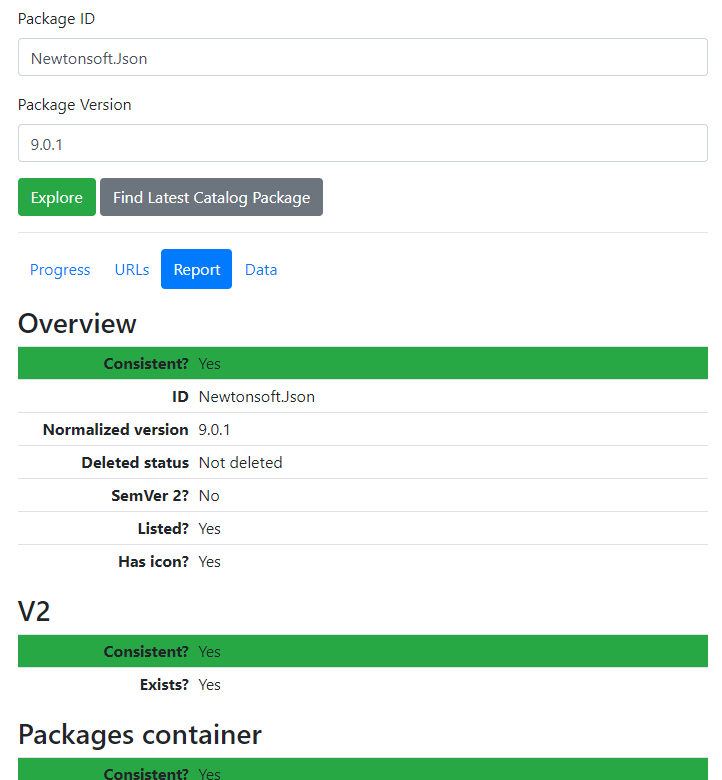 Package ID
Newtonsoft.Json
Package Version
9.0.1
Explore Find Latest Catalog Package
Progress URLs Report Data
Overview
Consistent? Yes
ID Newtonsoft.Json
Normalized version 9.0.1
Deleted status Not deleted
SemVer 2? No
Listed? Yes
Has icon? Yes
V2
Consistent? Yes
Exists? Yes
Packages container
Consistent? Yes